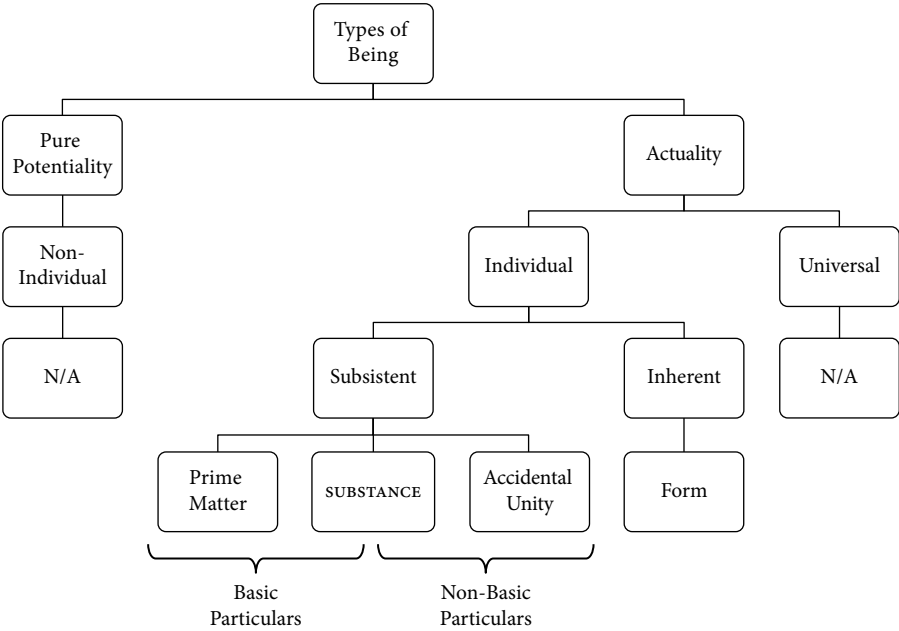 Types of
Being
Pure
Potentiality
Actuality
Non-
Individual
Individual
Universal
N/A
Subsistent
Inherent
N/A
Prime
Matter
SUBSTANCE
Accidental
Unity
Form
Basic
Particulars
Non-Basic
Particulars